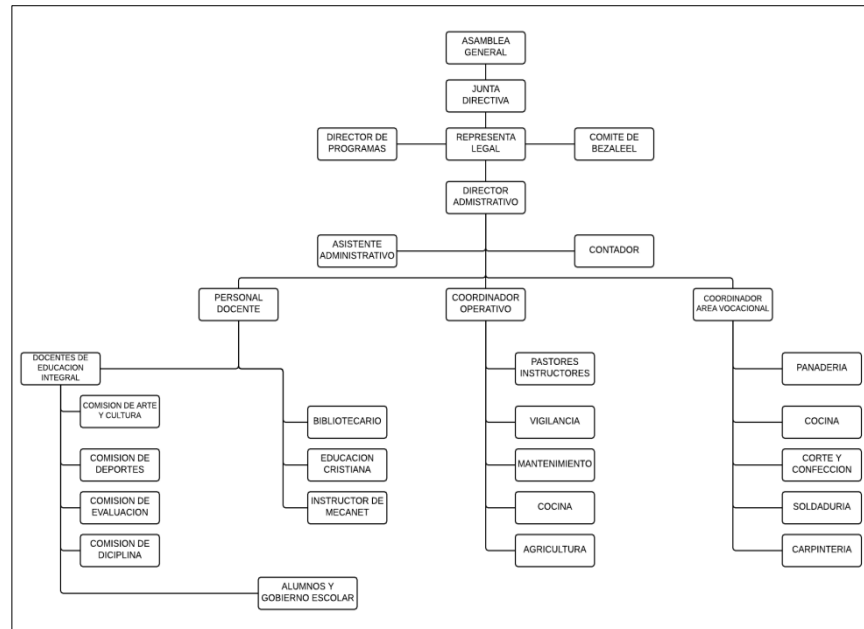 ASAMBLEA
GENERAL
JUNTA
DIRECTIVA
DIRECTOR DE
PROGRAMAS
REPRESENTA
LEGAL
COMITE DE
BEZALEEL
DIRECTOR
ADMISTRATIVO
ASISTENTE
ADMINISTRATIVO
CONTADOR
PERSONAL
DOCENTE
COORDINADOR
OPERATIVO
COORDINADOR
AREA VOCACIONAL
DOCENTES DE
EDUCACION
INTEGRAL
COMISION DE ARTE
Y CULTURA
COMISION DE
DEPORTES
COMISION DE
EVALUACION
COMISION DE
DICIPLINA
ALUMNOS Y
GOBIERNO ESCOLAR
BIBLIOTECARIO
EDUCACION
CRISTIANA
INSTRUCTOR DE
MECANET
PASTORES
INSTRUCTORES
VIGILANCIA
MANTENIMIENTO
COCINA
AGRICULTURA
PANADERIA
COCINA
CORTE Y
CONFECCION
SOLDADURIA
CARPINTERIA